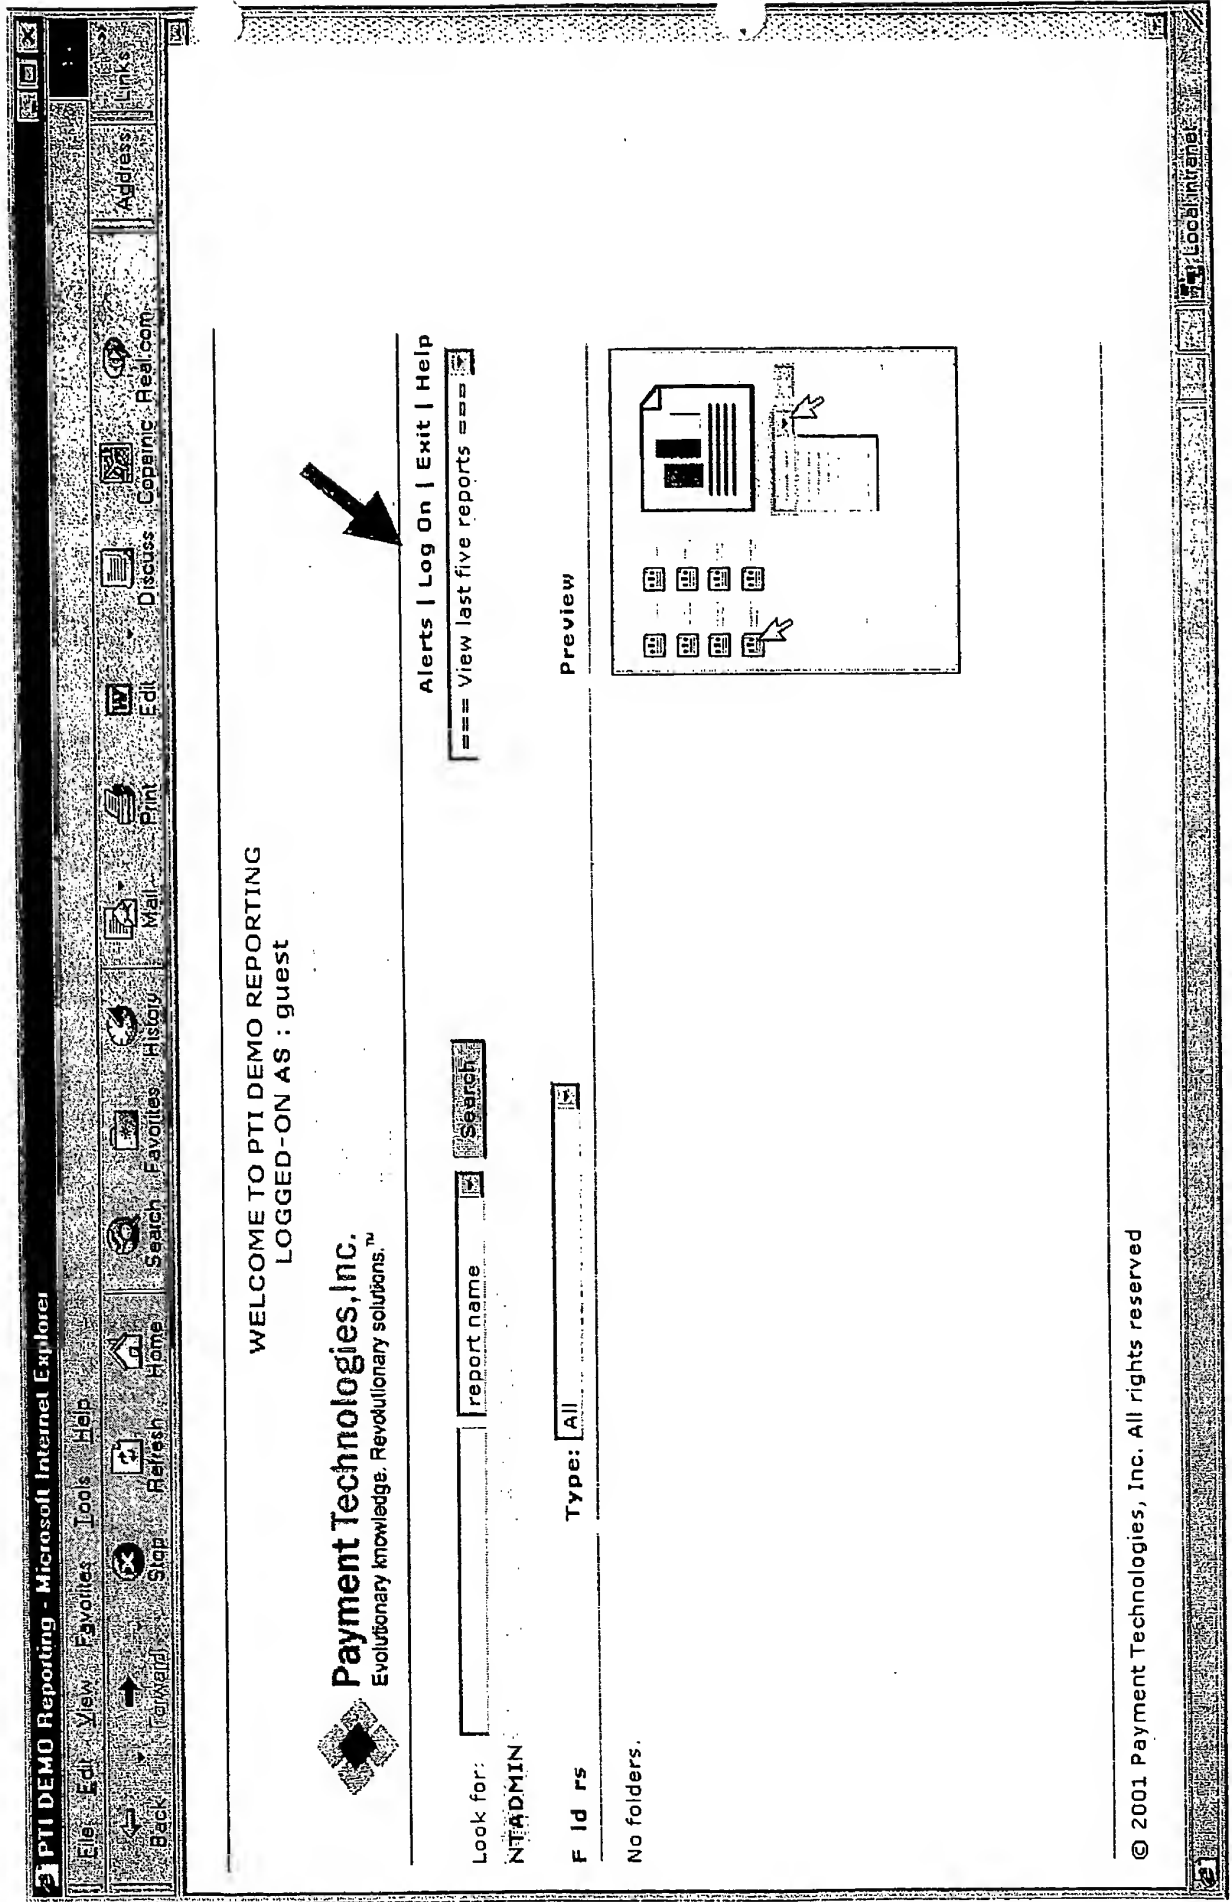 PTI DEMO Reporting - Microsoft Internet Explorer
File Edit View Favorites Tools Help
Back Forward Stop Refresh Home Search Favorites History Mail Print Edit Discuss Copernic Real.com Address Links
WELCOME TO PTI DEMO REPORTING
LOGGED-ON AS : guest
Payment Technologies,Inc.
Evolutionary knowledge. Revolutionary solutions.™
Alerts | Log On | Exit | Help
Look for: report name Search === View last five reports ===
NTADMIN
F ld rs Type: All Preview
No folders.
© 2001 Payment Technologies, Inc. All rights reserved
Local intranet